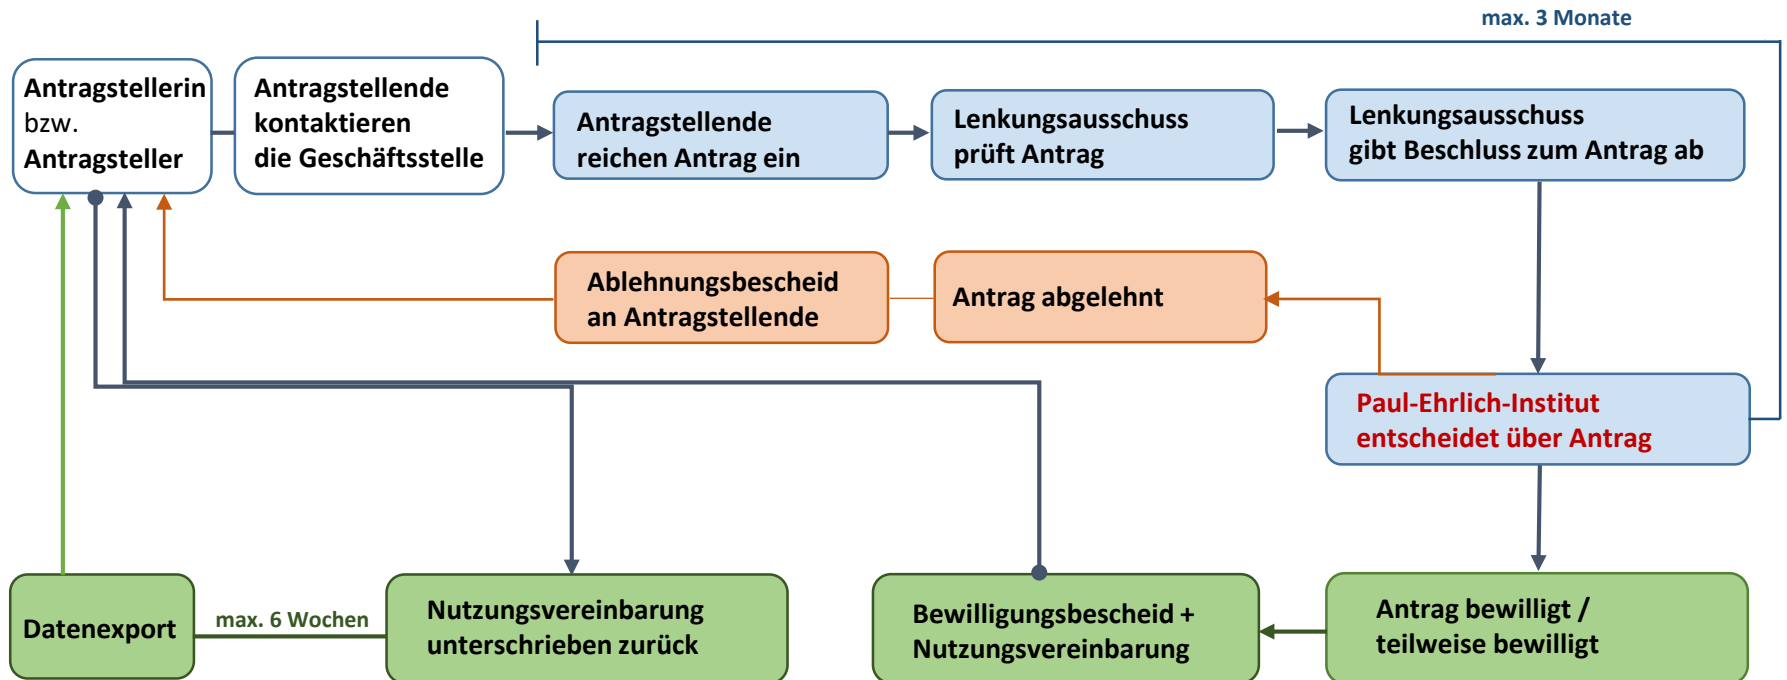 max. 3 Monate
Antragstellerin
bzw.
Antragsteller
Antragstellende
kontaktieren
die Geschäftsstelle
Antragstellende
reichen Antrag ein
Lenkungsausschuss
prüft Antrag
Lenkungsausschuss
gibt Beschluss zum Antrag ab
Ablehnungsbescheid
an Antragstellende
Antrag abgelehnt
Paul-Ehrlich-Institut
entscheidet über Antrag
Datenexport
max. 6 Wochen
Nutzungsvereinbarung
unterschrieben zurück
Bewilligungsbescheid +
Nutzungsvereinbarung
Antrag bewilligt /
teilweise bewilligt